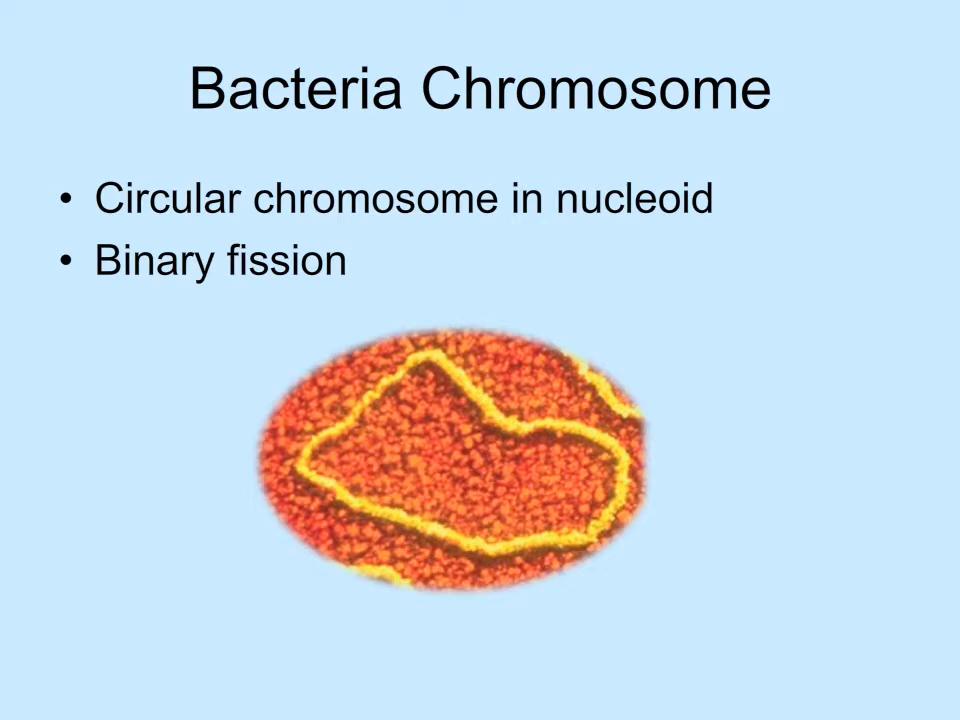 Bacteria Chromosome
• Circular chromosome in nucleoid
• Binary fission